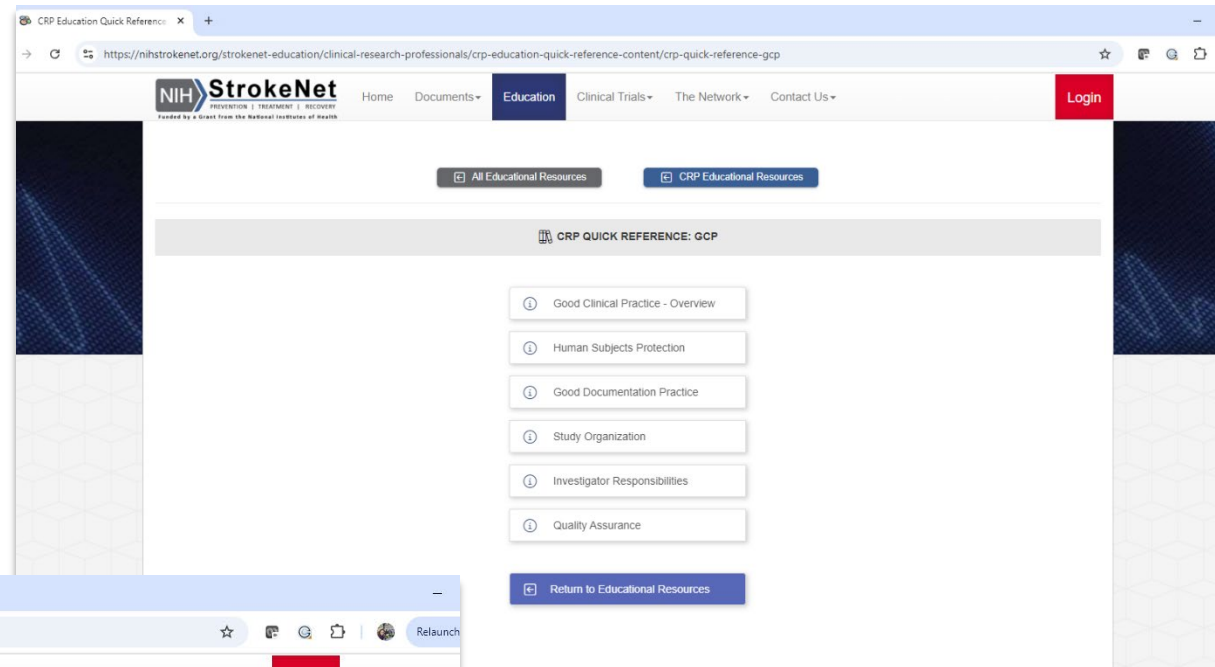 CRP Education Quick Reference
https://nihstrokenet.org/strokenet-education/clinical-research-professionals/crp-education-quick-reference-content/crp-quick-reference-gcp
NIH StrokeNet
PREVENTION | TREATMENT | RECOVERY
Funded by a Grant from the National Institutes of Health
Home Documents Education Clinical Trials The Network Contact Us Login
All Educational Resources CRP Educational Resources
CRP QUICK REFERENCE: GCP
Good Clinical Practice - Overview
Human Subjects Protection
Good Documentation Practice
Study Organization
Investigator Responsibilities
Quality Assurance
Return to Educational Resources
Relaunch